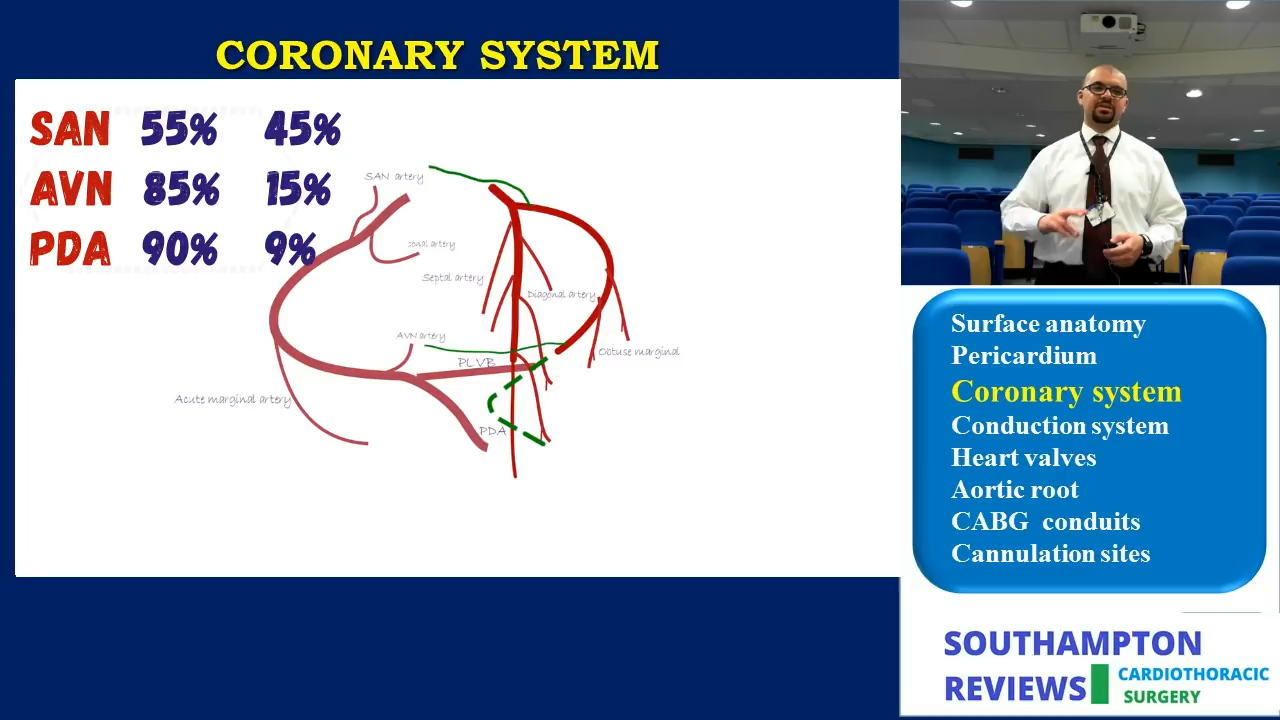 CORONARY SYSTEM
SAN 55% 45%
AVN 85% 15%
PDA 90% 9%
SAN artery
artery
Septal artery
Diagonal artery
AVN artery
PLVB
Obtuse marginal
Acute marginal artery
PDA
Surface anatomy
Pericardium
Coronary system
Conduction system
Heart valves
Aortic root
CABG conduits
Cannulation sites
SOUTHAMPTON
REVIEWS
CARDIOTHORACIC
SURGERY